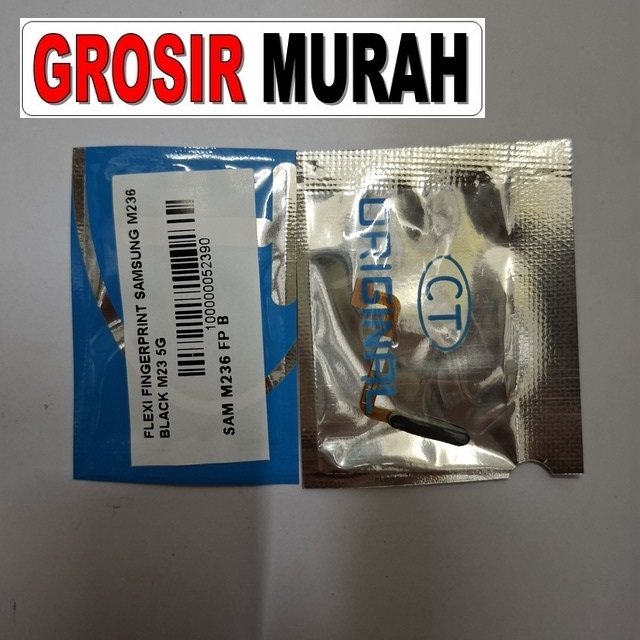 GROSIR MURAH
FLEXI FINGERPRINT SAMSUNG M236
BLACK M23 5G
100000052390
SAM M236 FP B
ORIGINAL
CT